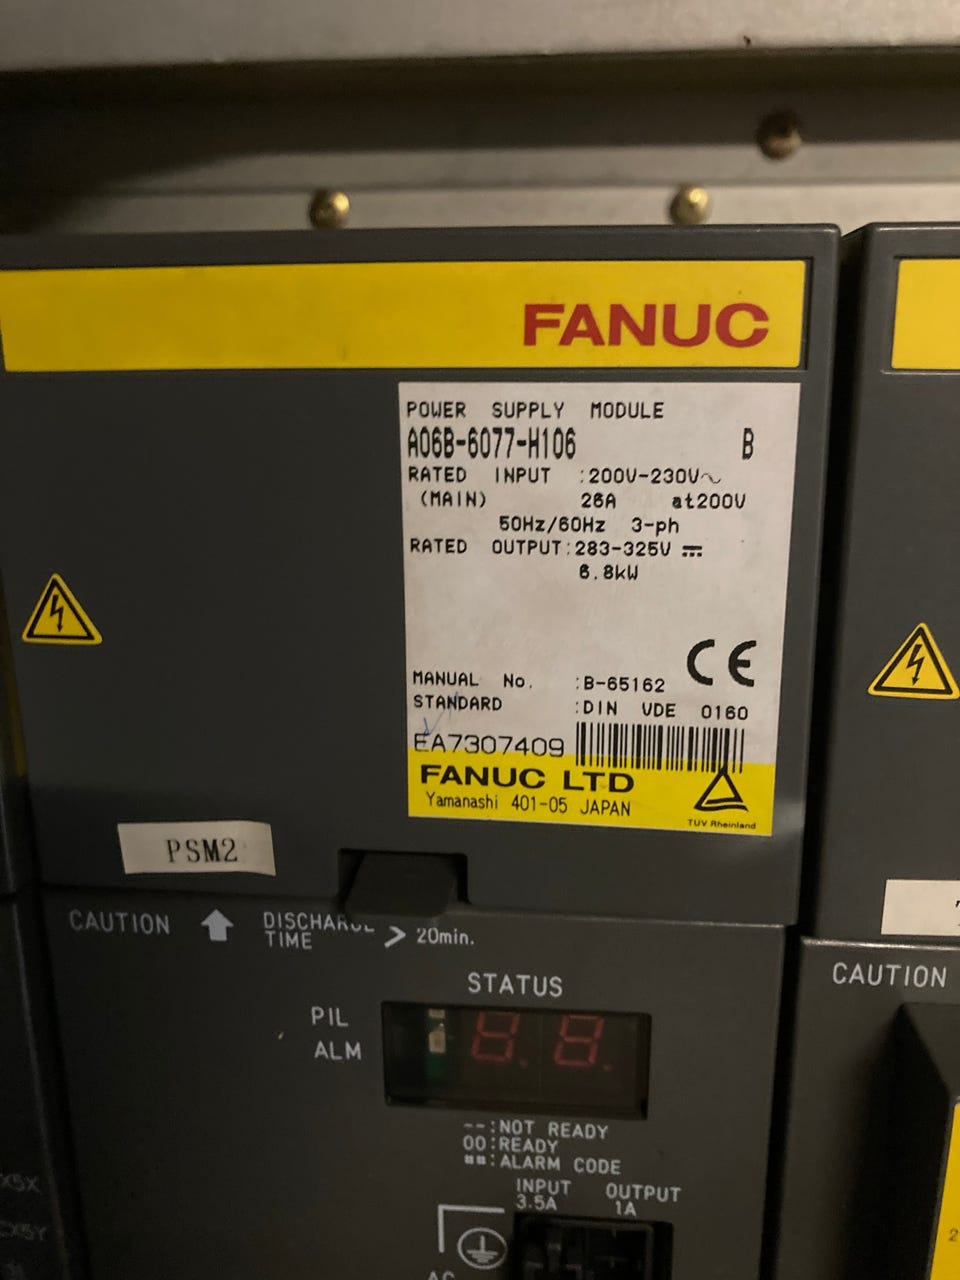 FANUC
POWER SUPPLY MODULE
A06B-6077-H106 B
RATED INPUT :200V-230V~
(MAIN) 26A at200V
50Hz/60Hz 3-ph
RATED OUTPUT:283-325V ⎓
6.8kW
CE
MANUAL No. :B-65162
STANDARD :DIN VDE 0160
EA7307409
FANUC LTD
Yamanashi 401-05 JAPAN
TUV Rheinland
PSM2
CAUTION DISCHARGE
TIME > 20min.
CAUTION
STATUS
PIL
ALM
8.8.
--:NOT READY
00:READY
:ALARM CODE
INPUT OUTPUT
3.5A 1A